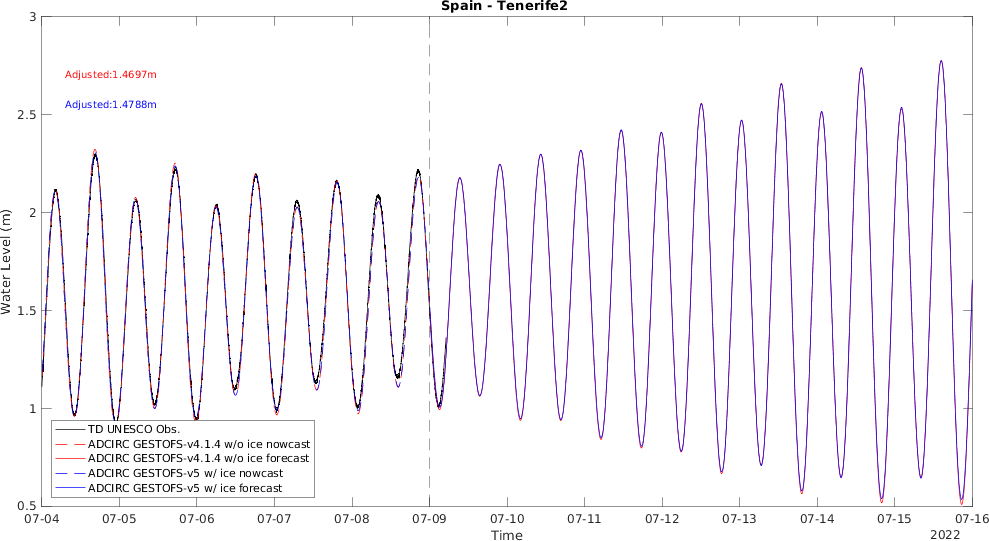 Spain - Tenerife2
Water Level (m)
3
2.5
2
1.5
1
0.5
Adjusted:1.4697m
Adjusted:1.4788m
TD UNESCO Obs.
ADCIRC GESTOFS-v4.1.4 w/o ice nowcast
ADCIRC GESTOFS-v4.1.4 w/o ice forecast
ADCIRC GESTOFS-v5 w/ ice nowcast
ADCIRC GESTOFS-v5 w/ ice forecast
07-04 07-05 07-06 07-07 07-08 07-09 07-10 07-11 07-12 07-13 07-14 07-15 07-16
Time
2022